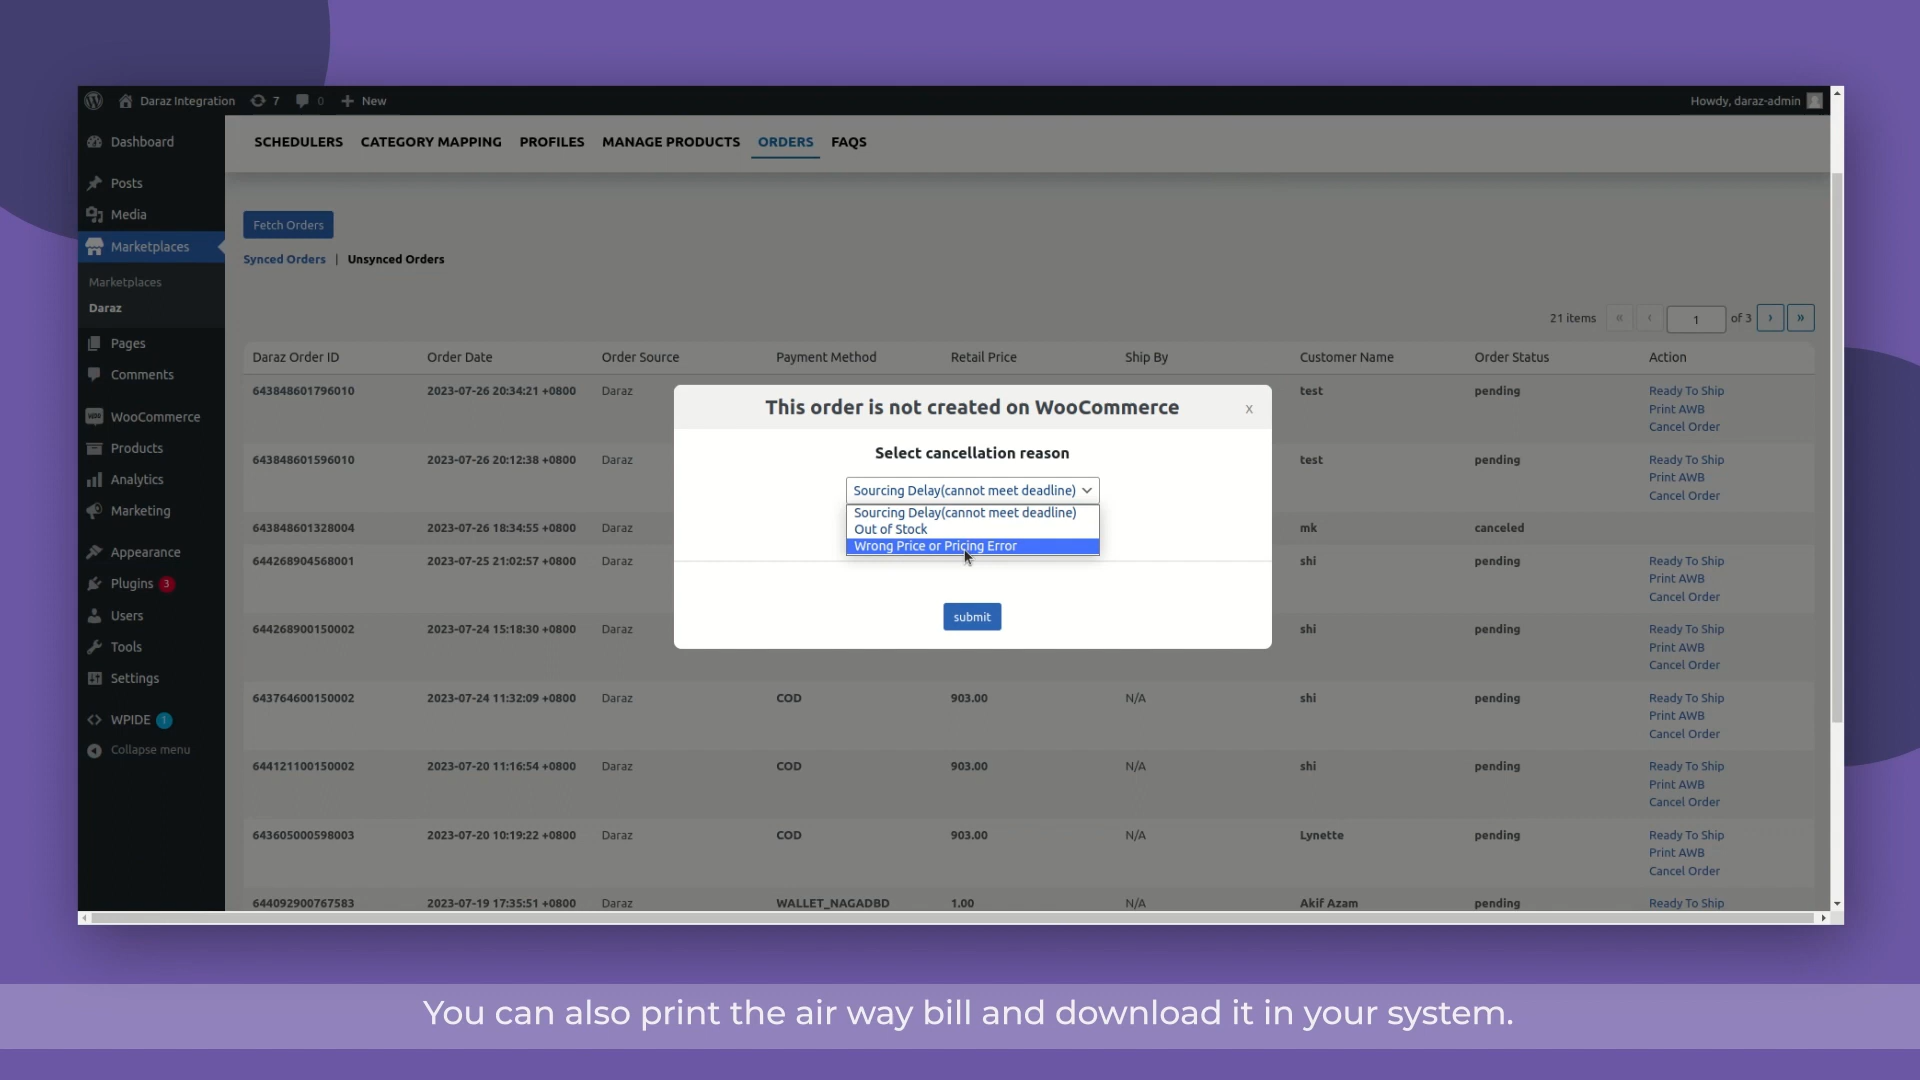 Daraz Integration 7 0 New Howdy, daraz-admin
SCHEDULERS CATEGORY MAPPING PROFILES MANAGE PRODUCTS ORDERS FAQS
Dashboard
Posts
Media
Marketplaces
Marketplaces
Daraz
Pages
Comments
WooCommerce
Products
Analytics
Marketing
Appearance
Plugins 3
Users
Tools
Settings
WPIDE 1
Collapse menu
Fetch Orders
Synced Orders | Unsynced Orders
21 items « ‹ 1 of 3 › »
Daraz Order ID Order Date Order Source Payment Method Retail Price Ship By Customer Name Order Status Action
643848601796010 2023-07-26 20:34:21 +0800 Daraz test pending Ready To Ship
Print AWB
Cancel Order
643848601596010 2023-07-26 20:12:38 +0800 Daraz test pending Ready To Ship
Print AWB
Cancel Order
643848601328004 2023-07-26 18:34:55 +0800 Daraz mk canceled
644268904568001 2023-07-25 21:02:57 +0800 Daraz shi pending Ready To Ship
Print AWB
Cancel Order
644268900150002 2023-07-24 15:18:30 +0800 Daraz shi pending Ready To Ship
Print AWB
Cancel Order
643764600150002 2023-07-24 11:32:09 +0800 Daraz COD 903.00 N/A shi pending Ready To Ship
Print AWB
Cancel Order
644121100150002 2023-07-20 11:16:54 +0800 Daraz COD 903.00 N/A shi pending Ready To Ship
Print AWB
Cancel Order
643605000598003 2023-07-20 10:19:22 +0800 Daraz COD 903.00 N/A Lynette pending Ready To Ship
Print AWB
Cancel Order
644092900767583 2023-07-19 17:35:51 +0800 Daraz WALLET_NAGADBD 1.00 N/A Akif Azam pending Ready To Ship
This order is not created on WooCommerce x
Select cancellation reason
Sourcing Delay(cannot meet deadline)
Sourcing Delay(cannot meet deadline)
Out of Stock
Wrong Price or Pricing Error
submit
You can also print the air way bill and download it in your system.